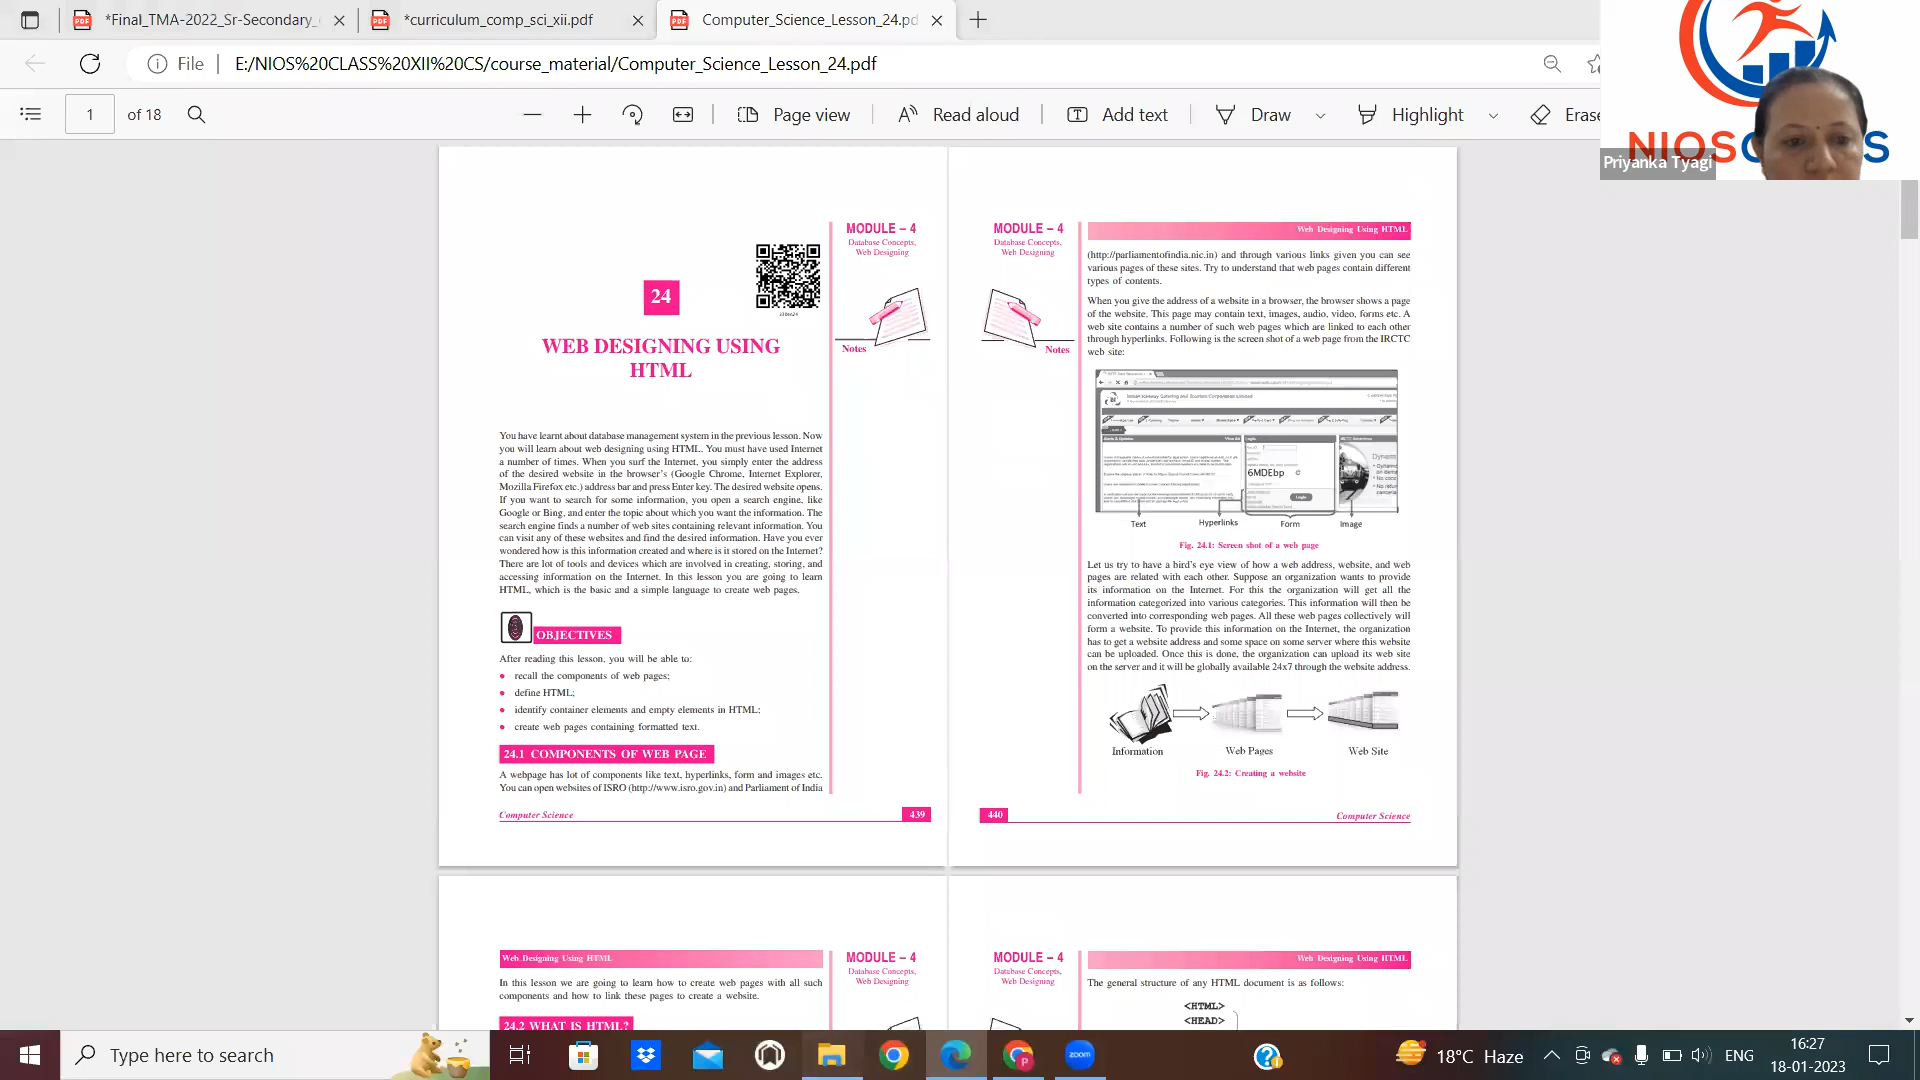 *Final_TMA-2022_Sr-Secondary_
*curriculum_comp_sci_xii.pdf
Computer_Science_Lesson_24.pd
File
E:/NIOS%20CLASS%20XII%20CS/course_material/Computer_Science_Lesson_24.pdf
1 of 18
Page view
Read aloud
Add text
Draw
Highlight
Erase
NIOS
S
Priyanka Tyagi
24
WEB DESIGNING USING
HTML
MODULE – 4
Database Concepts,
Web Designing
Notes
You have learnt about database management system in the previous lesson. Now
you will learn about web designing using HTML. You must have used Internet
a number of times. When you surf the Internet, you simply enter the address
of the desired website in the browser's (Google Chrome, Internet Explorer,
Mozilla Firefox etc.) address bar and press Enter key. The desired website opens.
If you want to search for some information, you open a search engine, like
Google or Bing, and enter the topic about which you want the information. The
search engine finds a number of web sites containing relevant information. You
can visit any of these websites and find the desired information. Have you ever
wondered how is this information created and where is it stored on the Internet?
There are lot of tools and devices which are involved in creating, storing, and
accessing information on the Internet. In this lesson you are going to learn
HTML, which is the basic and a simple language to create web pages.
OBJECTIVES
After reading this lesson, you will be able to:
• recall the components of web pages;
• define HTML;
• identify container elements and empty elements in HTML;
• create web pages containing formatted text.
24.1 COMPONENTS OF WEB PAGE
A webpage has lot of components like text, hyperlinks, form and images etc.
You can open websites of ISRO (http://www.isro.gov.in) and Parliament of India
Computer Science
439
MODULE – 4
Database Concepts,
Web Designing
Notes
Web Designing Using HTML
(http://parliamentofindia.nic.in) and through various links given you can see
various pages of these sites. Try to understand that web pages contain different
types of contents.
When you give the address of a website in a browser, the browser shows a page
of the website. This page may contain text, images, audio, video, forms etc. A
web site contains a number of such web pages which are linked to each other
through hyperlinks. Following is the screen shot of a web page from the IRCTC
web site:
6MDEbp
Login
Text
Hyperlinks
Form
Image
Fig. 24.1: Screen shot of a web page
Let us try to have a bird's eye view of how a web address, website, and web
pages are related with each other. Suppose an organization wants to provide
its information on the Internet. For this the organization will get all the
information categorized into various categories. This information will then be
converted into corresponding web pages. All these web pages collectively will
form a website. To provide this information on the Internet, the organization
has to get a website address and some space on some server where this website
can be uploaded. Once this is done, the organization can upload its web site
on the server and it will be globally available 24x7 through the website address.
Information
Web Pages
Web Site
Fig. 24.2: Creating a website
440
Computer Science
Web Designing Using HTML
MODULE – 4
Database Concepts,
Web Designing
In this lesson we are going to learn how to create web pages with all such
components and how to link these pages to create a website.
24.2 WHAT IS HTML?
MODULE – 4
Database Concepts,
Web Designing
Web Designing Using HTML
The general structure of any HTML document is as follows:
<HTML>
<HEAD>
Type here to search
zoom
18°C Haze
ENG
16:27
18-01-2023